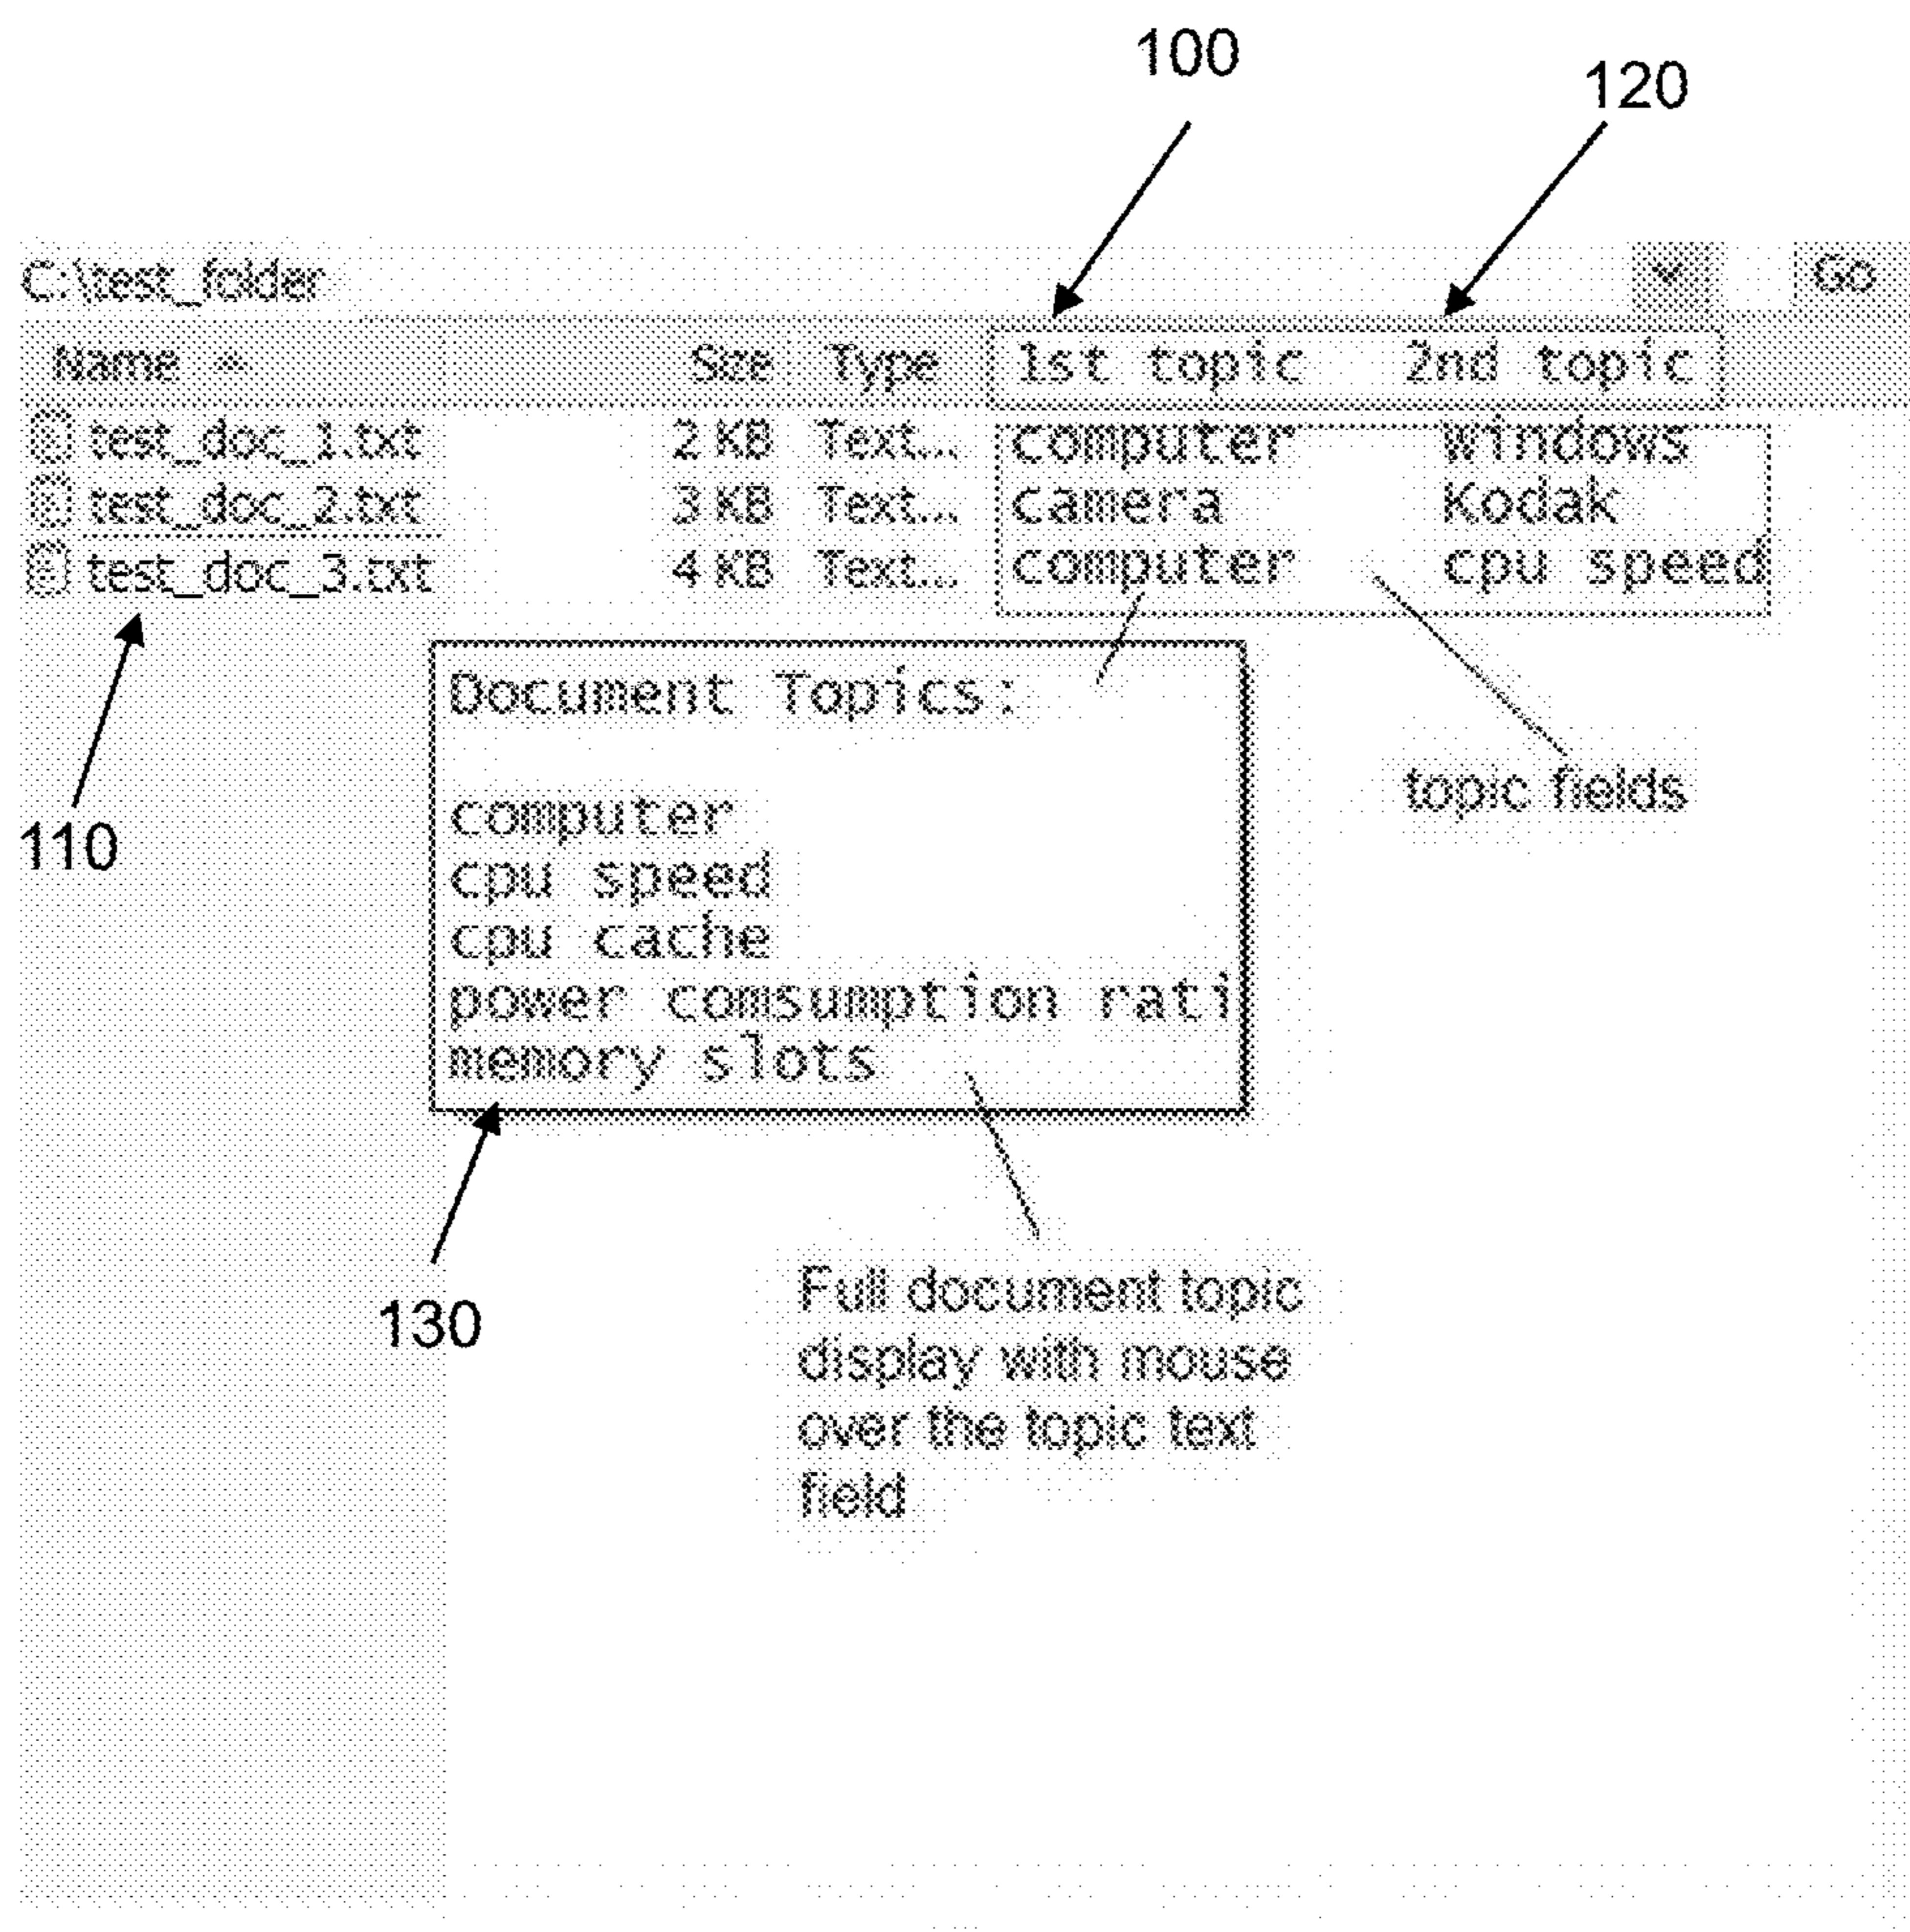 100
120
C:\test_folder Go
Name Size Type 1st topic 2nd topic
test_doc_1.txt 2 KB Text... computer Windows
test_doc_2.txt 3 KB Text... camera Kodak
test_doc_3.txt 4 KB Text... computer cpu speed
Document Topics:
topic fields
computer
110
cpu speed
cpu cache
power comsumption rati
memory slots
130
Full document topic
display with mouse
over the topic text
field